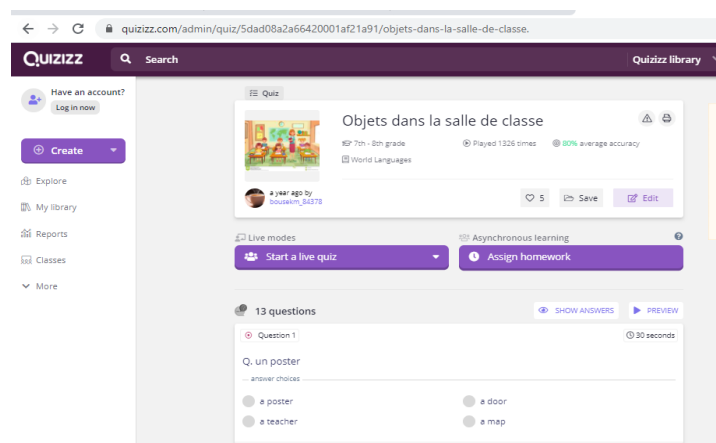 quizizz.com/admin/quiz/5dad08a2a66420001af21a91/objets-dans-la-salle-de-classe.
QUIZIZZ
Search
Quizizz library
Have an account?
Log in now
Create
Explore
My library
Reports
Classes
More
Quiz
Objets dans la salle de classe
7th - 8th grade
Played 1326 times
80% average accuracy
World Languages
a year ago by
bousekm_84378
5
Save
Edit
Live modes
Start a live quiz
Asynchronous learning
Assign homework
13 questions
SHOW ANSWERS
PREVIEW
Question 1
30 seconds
Q. un poster
answer choices
a poster
a door
a teacher
a map